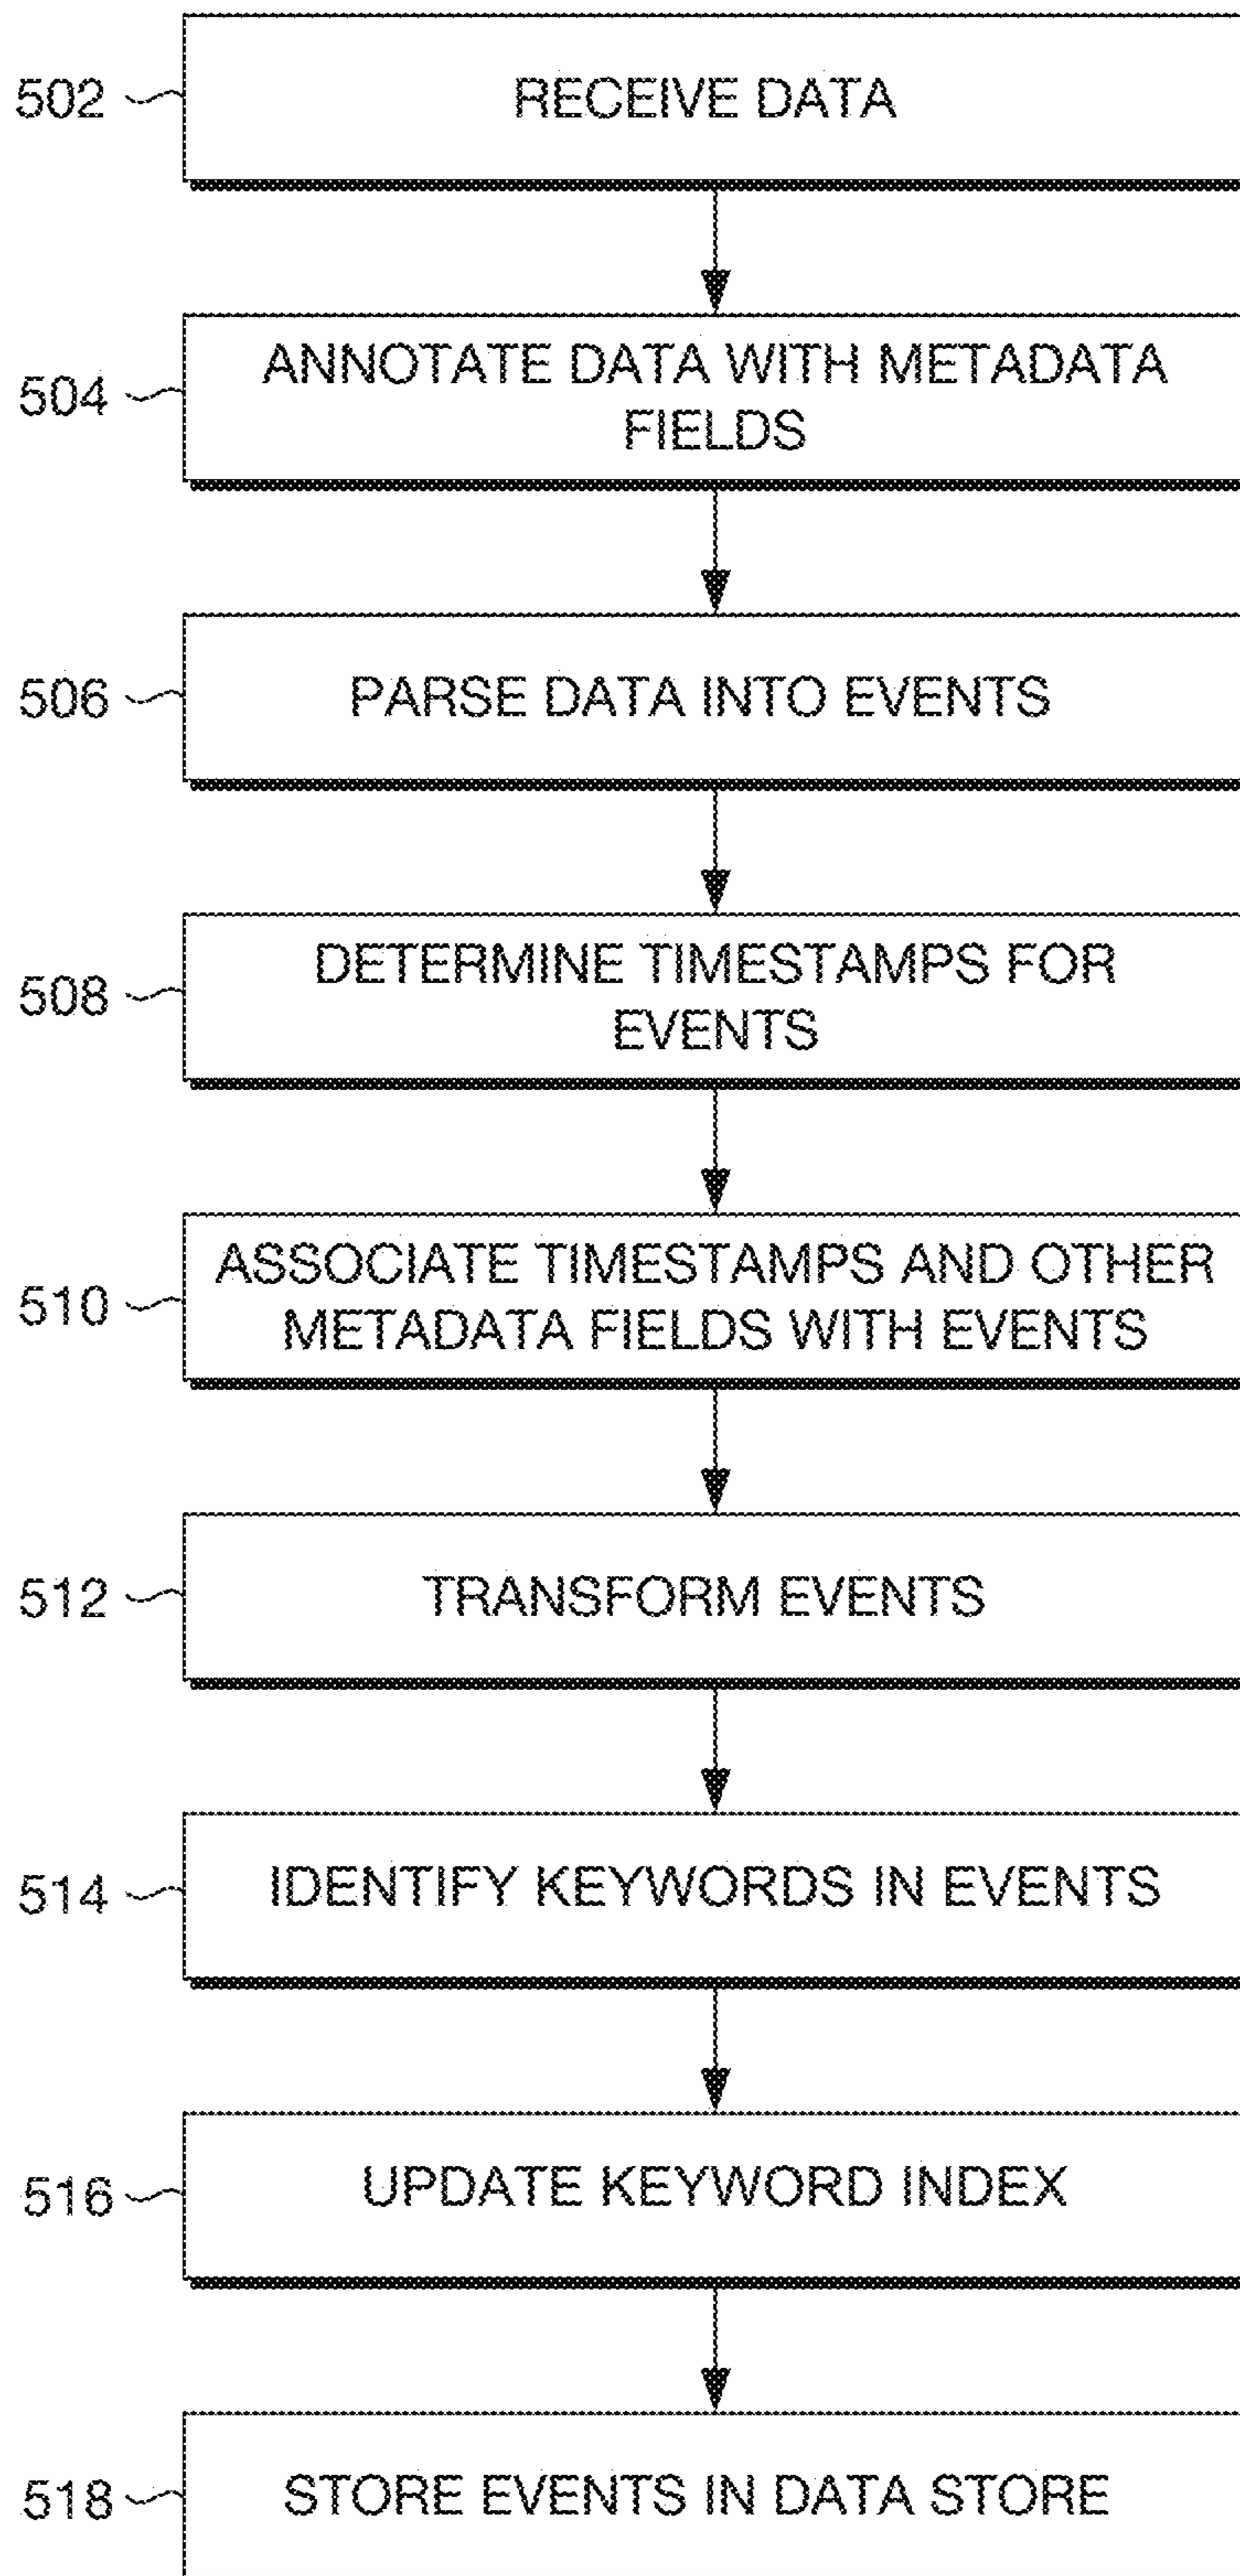 502
RECEIVE DATA
504
ANNOTATE DATA WITH METADATA
FIELDS
506
PARSE DATA INTO EVENTS
508
DETERMINE TIMESTAMPS FOR
EVENTS
510
ASSOCIATE TIMESTAMPS AND OTHER
METADATA FIELDS WITH EVENTS
512
TRANSFORM EVENTS
514
IDENTIFY KEYWORDS IN EVENTS
516
UPDATE KEYWORD INDEX
518
STORE EVENTS IN DATA STORE